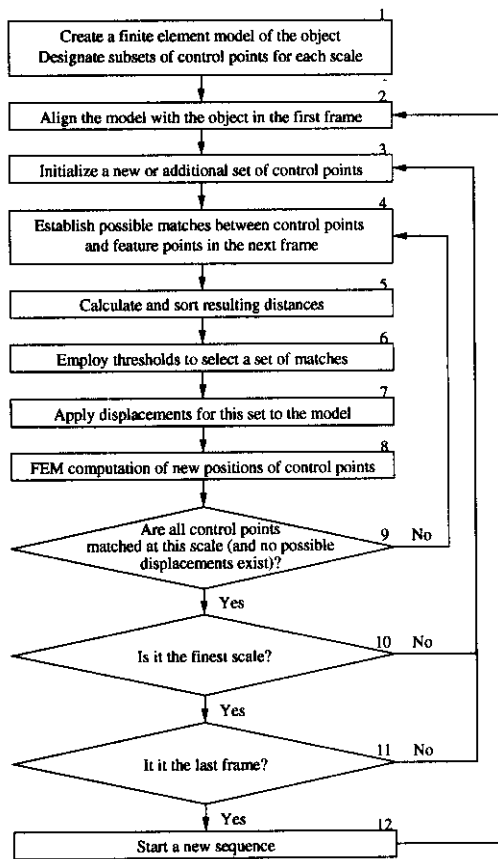 1
Create a finite element model of the object
Designate subsets of control points for each scale
2
Align the model with the object in the first frame
3
Initialize a new or additional set of control points
4
Establish possible matches between control points
and feature points in the next frame
5
Calculate and sort resulting distances
6
Employ thresholds to select a set of matches
7
Apply displacements for this set to the model
8
FEM computation of new positions of control points
Are all control points
matched at this scale (and no possible
displacements exist)?
9 No
Yes
Is it the finest scale?
10 No
Yes
It it the last frame?
11 No
Yes
12
Start a new sequence